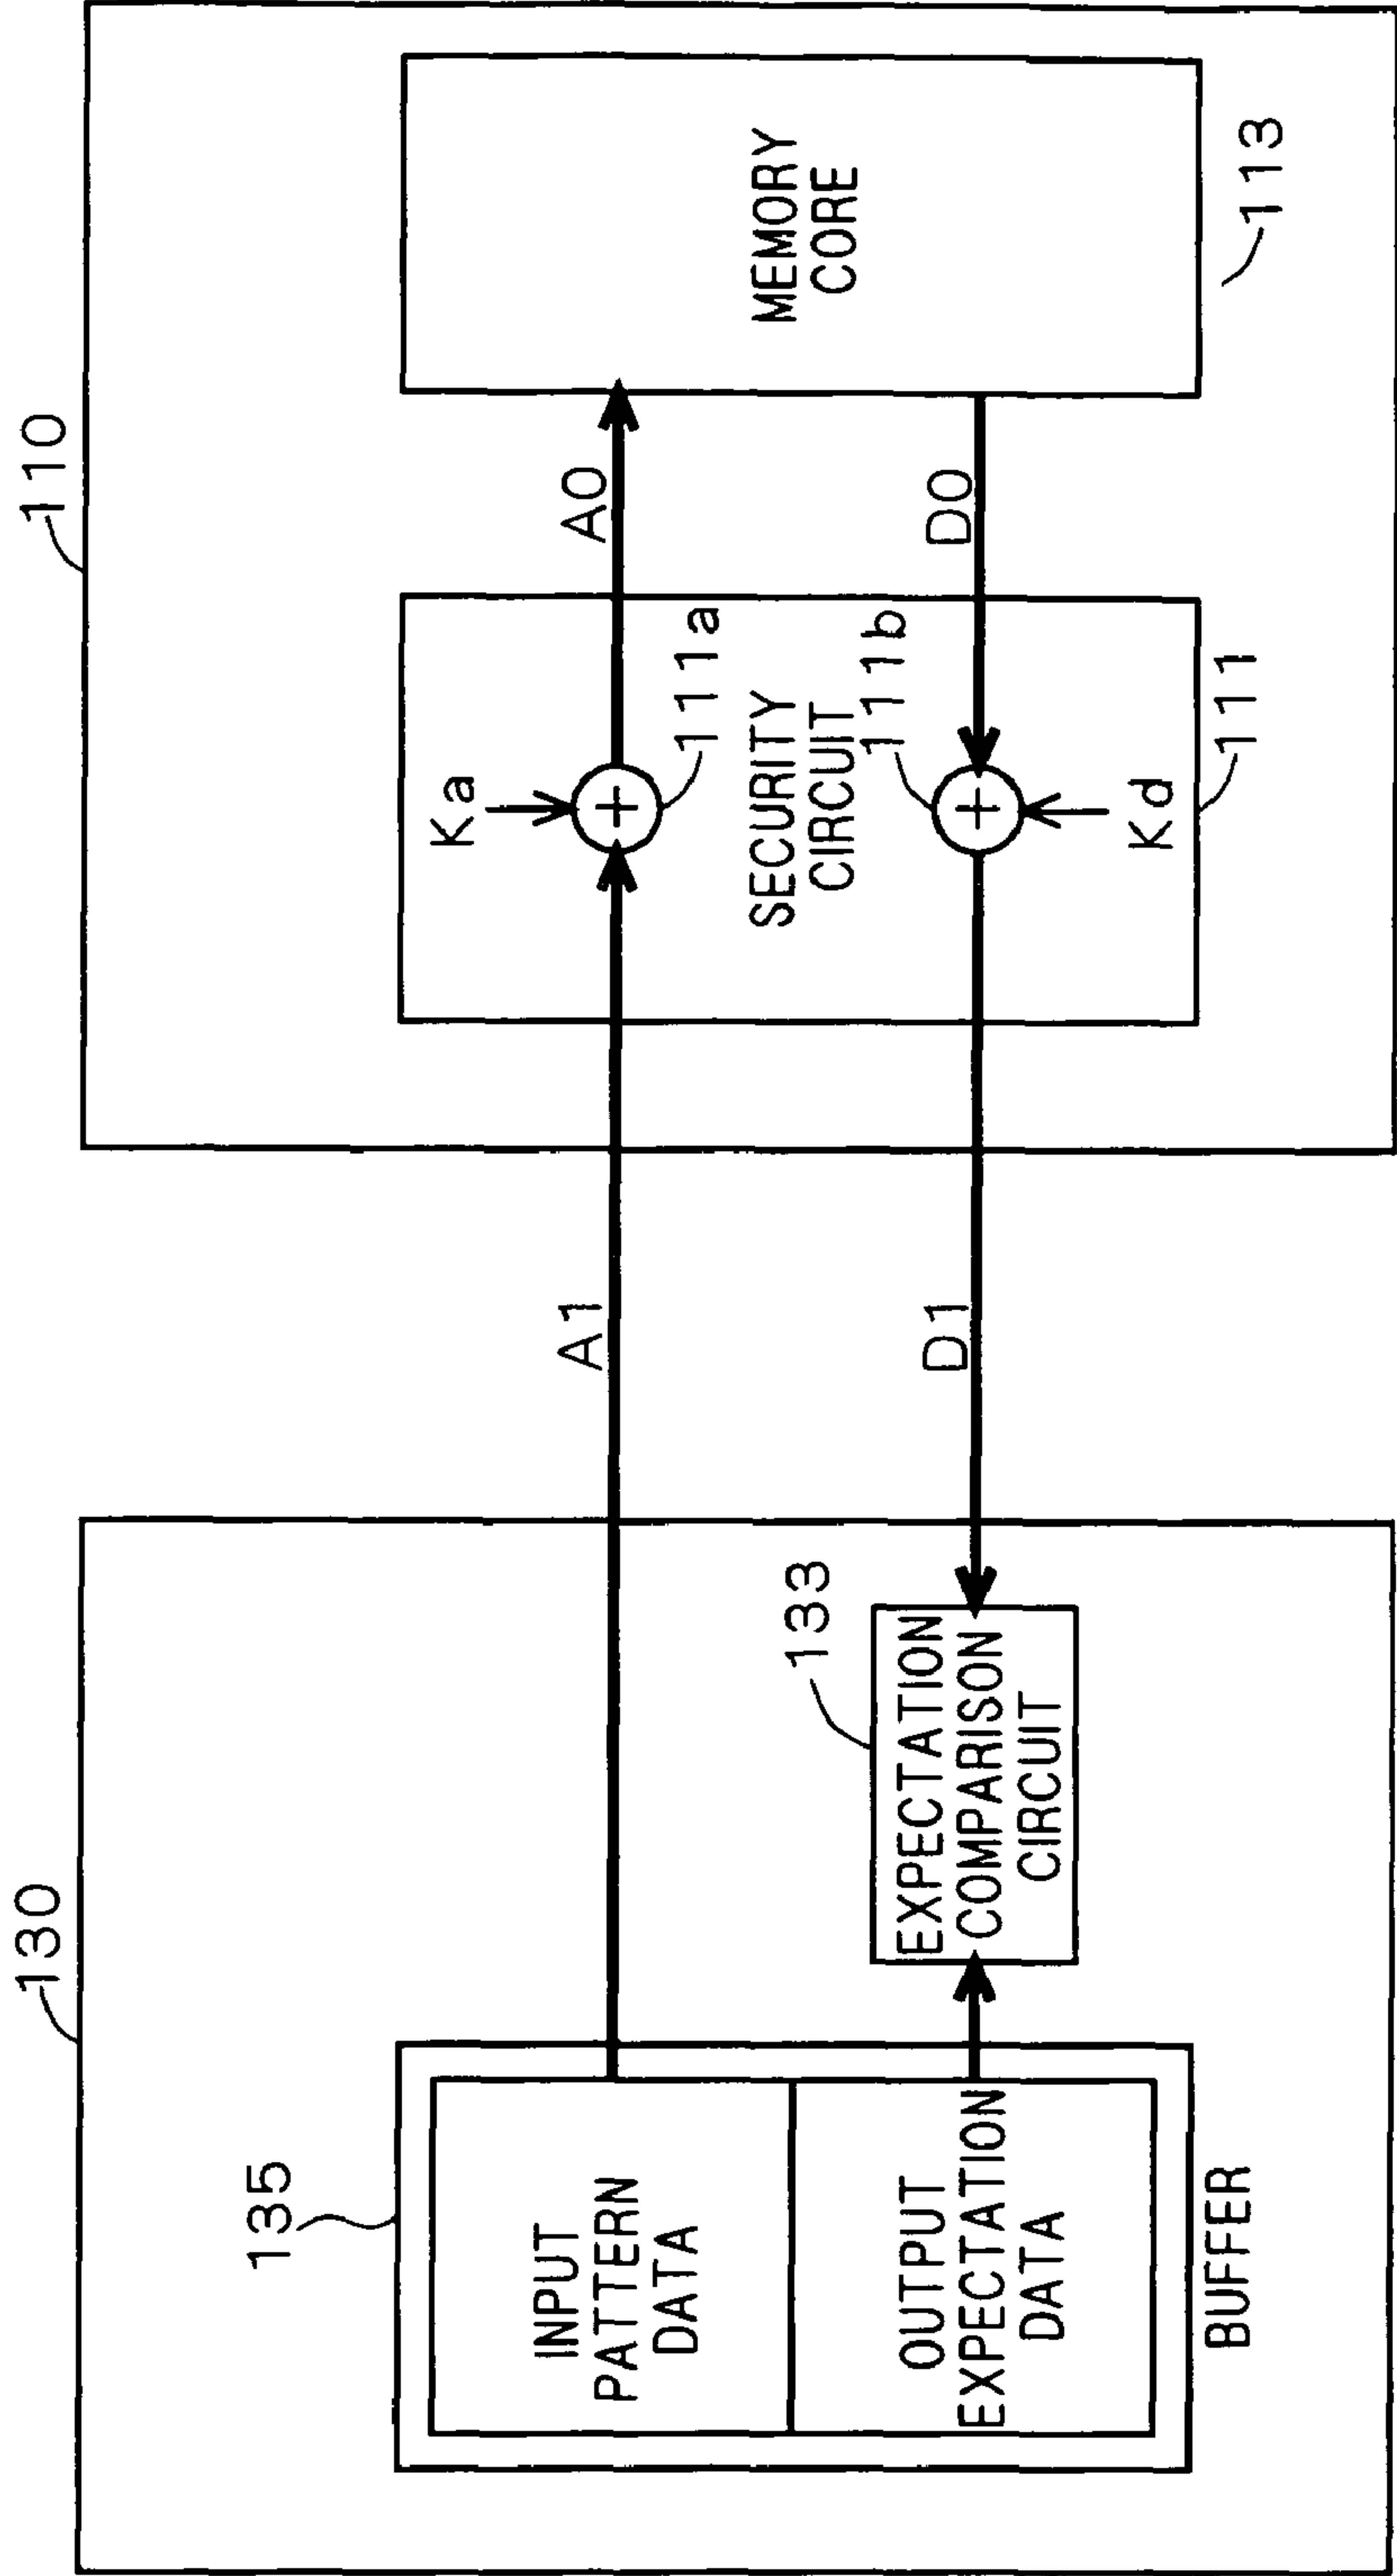 130
110
135
INPUT
PATTERN
DATA
OUTPUT
EXPECTATION
DATA
BUFFER
133
EXPECTATION
COMPARISON
CIRCUIT
A1
D1
Ka
111a
SECURITY
CIRCUIT
111b
Kd
111
A0
D0
MEMORY
CORE
113